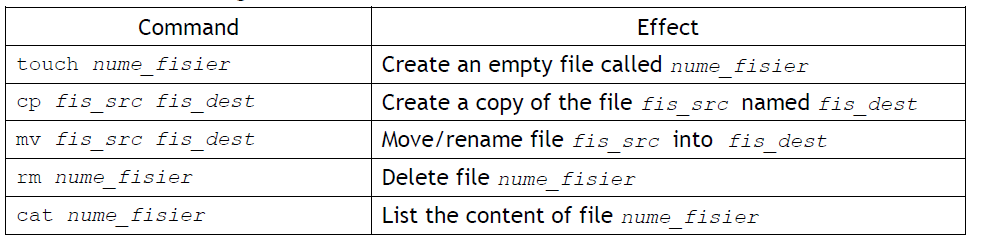 Command Effect
touch nume_fisier Create an empty file called nume_fisier
cp fis_src fis_dest Create a copy of the file fis_src named fis_dest
mv fis_src fis_dest Move/rename file fis_src into fis_dest
rm nume_fisier Delete file nume_fisier
cat nume_fisier List the content of file nume_fisier